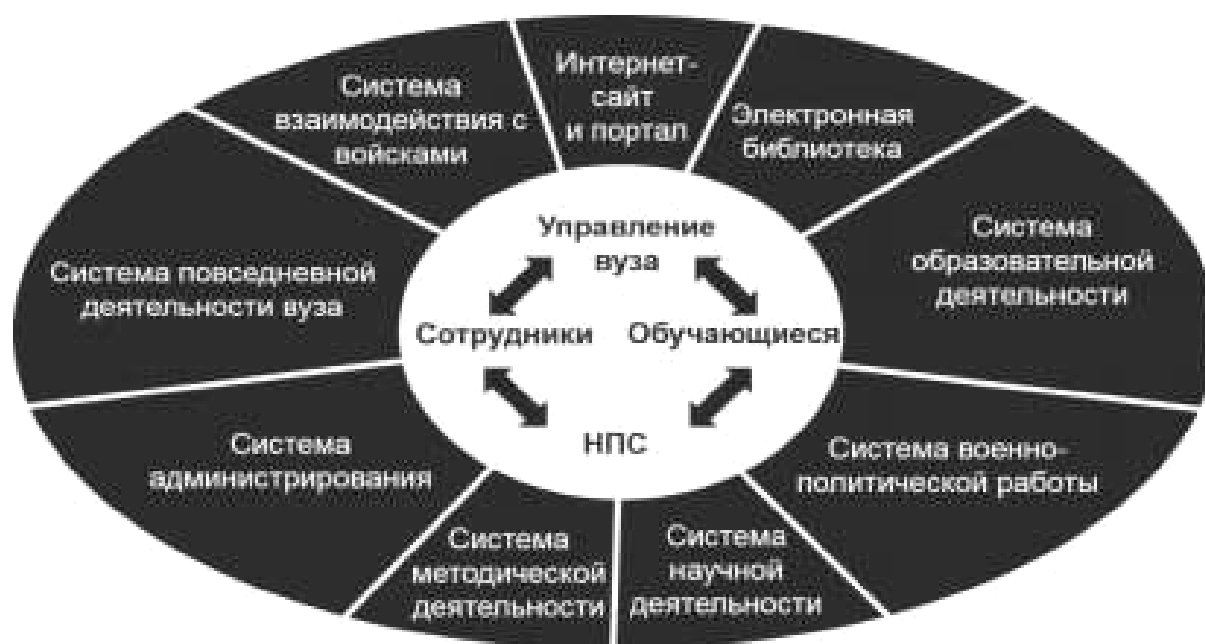 Интернет-
сайт
и портал
Электронная
библиотека
Система
образовательной
деятельности
Система военно-
политической работы
Система
научной
деятельности
Система
методической
деятельности
Система
администрирования
Система повседневной
деятельности вуза
Система
взаимодействия с
войсками
Управление
вуза
Сотрудники
Обучающиеся
НПС